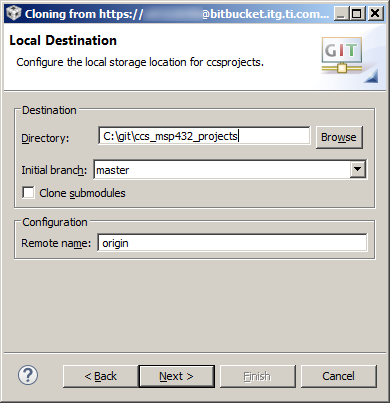 Cloning from https:// @bitbucket.itg.ti.com...
Local Destination
Configure the local storage location for ccsprojects.
GIT
Destination
Directory: C:\git\ccs_msp432_projects Browse
Initial branch: master
Clone submodules
Configuration
Remote name: origin
? < Back Next > Finish Cancel